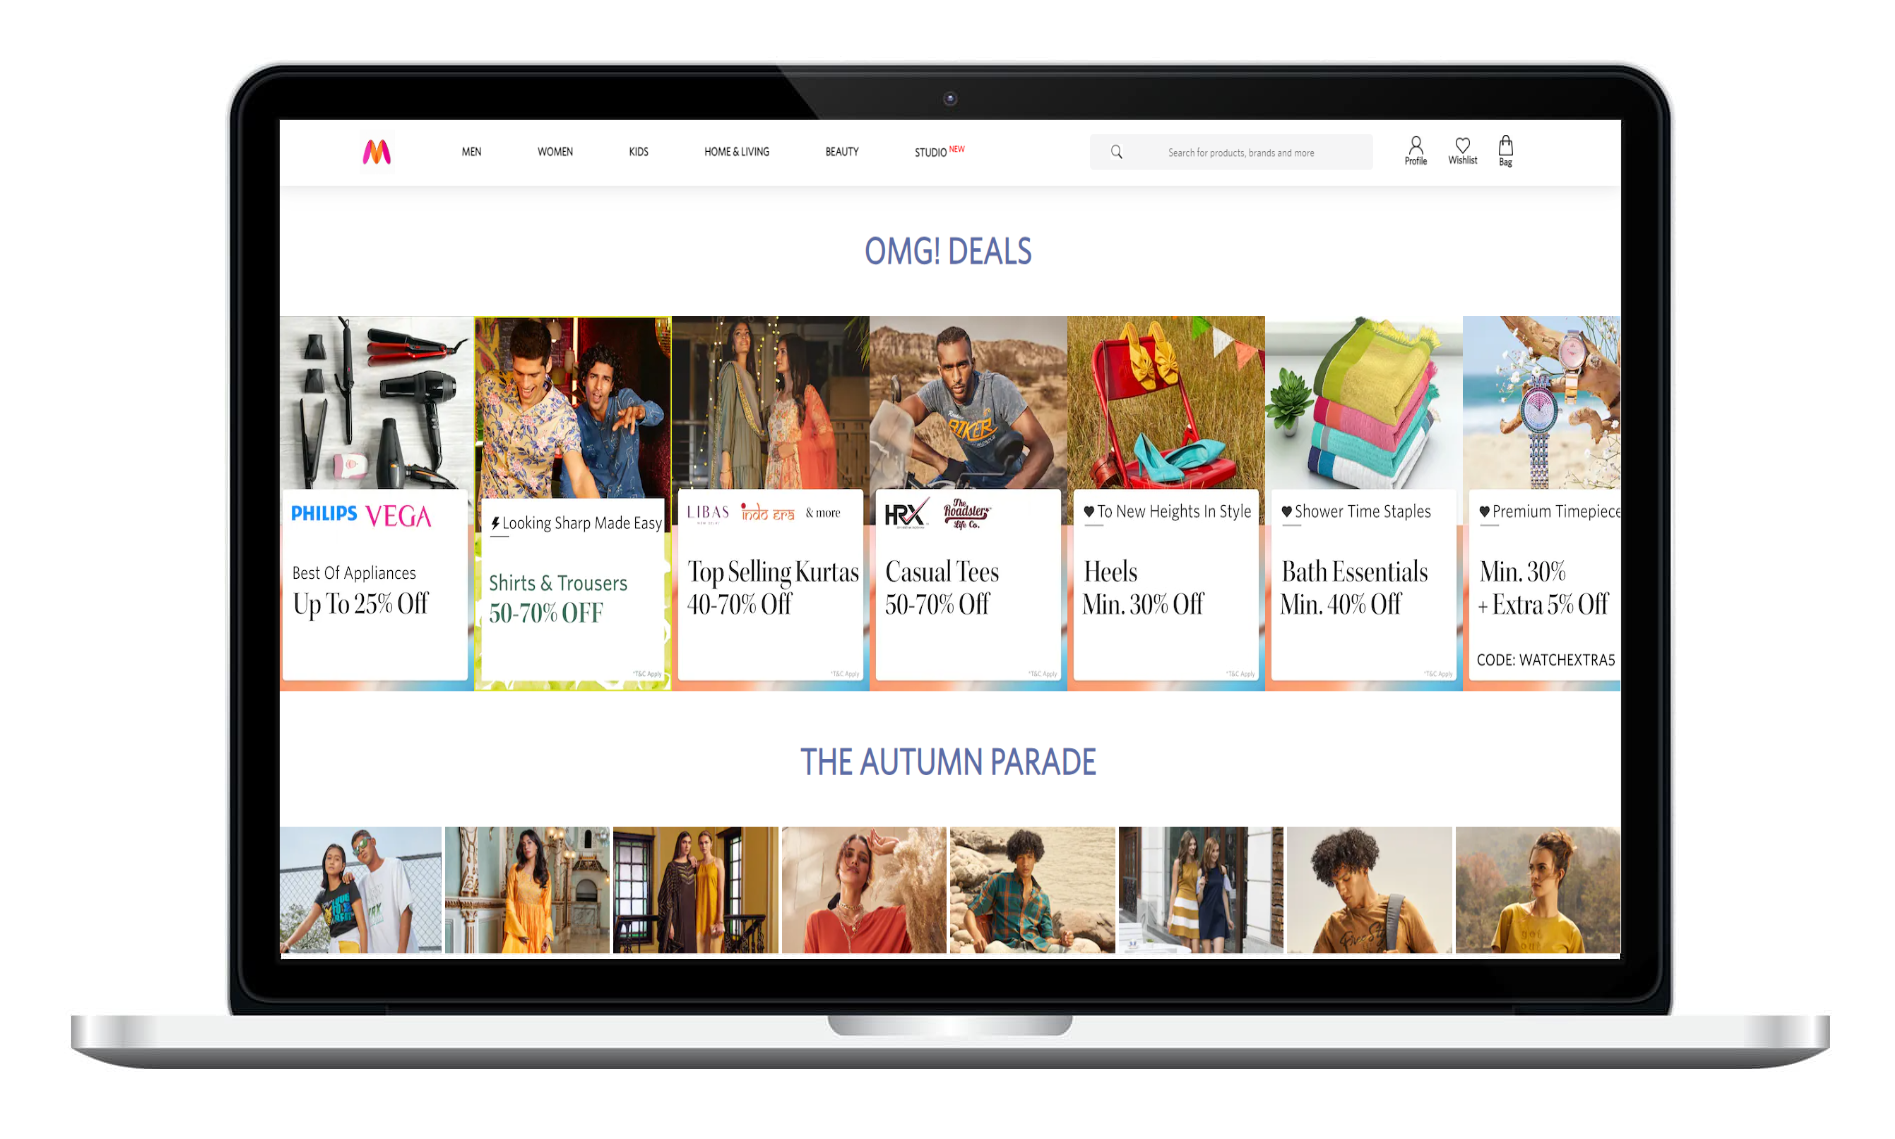 MEN
WOMEN
KIDS
HOME & LIVING
BEAUTY
STUDIO NEW
Search for products, brands and more
Profile
Wishlist
Bag
OMG! DEALS
PHILIPS VEGA
Best Of Appliances
Up To 25% Off
Looking Sharp Made Easy
Shirts & Trousers
50-70% OFF
*T&C Apply
LIBAS indo era & more
Top Selling Kurtas
40-70% Off
*T&C Apply
BIKER
HRX The Roadster Life Co.
Casual Tees
50-70% Off
*T&C Apply
To New Heights In Style
Heels
Min. 30% Off
*T&C Apply
Shower Time Staples
Bath Essentials
Min. 40% Off
*T&C Apply
Premium Timepiece
Min. 30%
+ Extra 5% Off
CODE: WATCHEXTRA5
THE AUTUMN PARADE